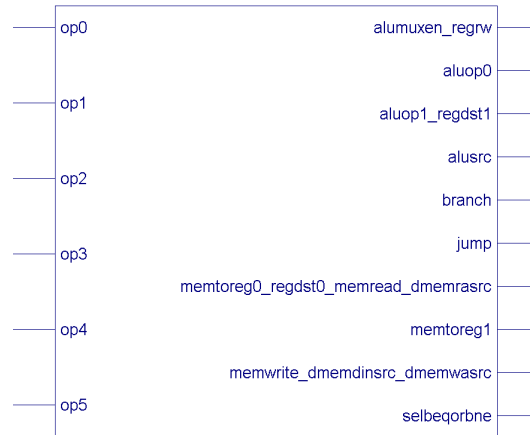 op0
alumuxen_regrw
aluop0
op1
aluop1_regdst1
alusrc
op2
branch
jump
op3
memtoreg0_regdst0_memread_dmemrasrc
op4
memtoreg1
memwrite_dmemdinsrc_dmemwasrc
op5
selbeqorbne